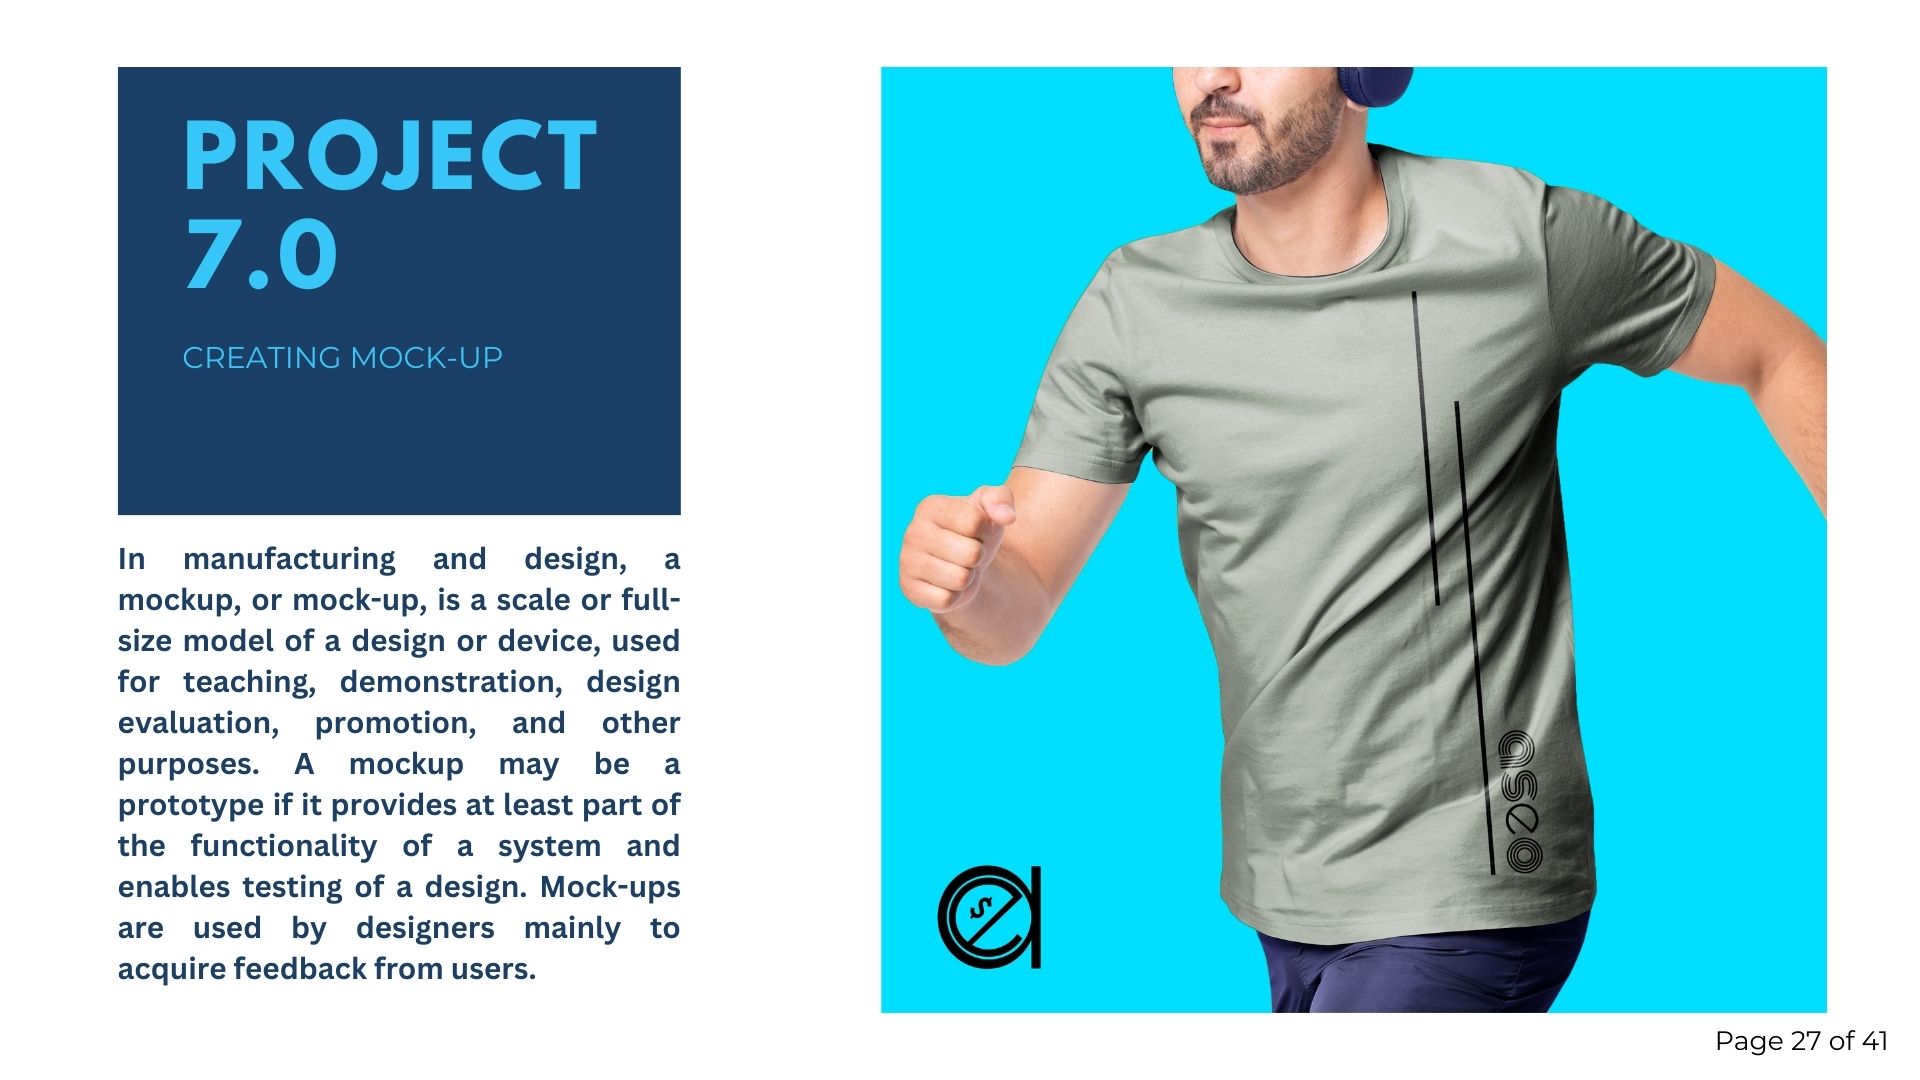 PROJECT
7.0
CREATING MOCK-UP
In manufacturing and design, a
mockup, or mock-up, is a scale or full-
size model of a design or device, used
for teaching, demonstration, design
evaluation, promotion, and other
purposes. A mockup may be a
prototype if it provides at least part of
the functionality of a system and
enables testing of a design. Mock-ups
are used by designers mainly to
acquire feedback from users.
aseo
Page 27 of 41